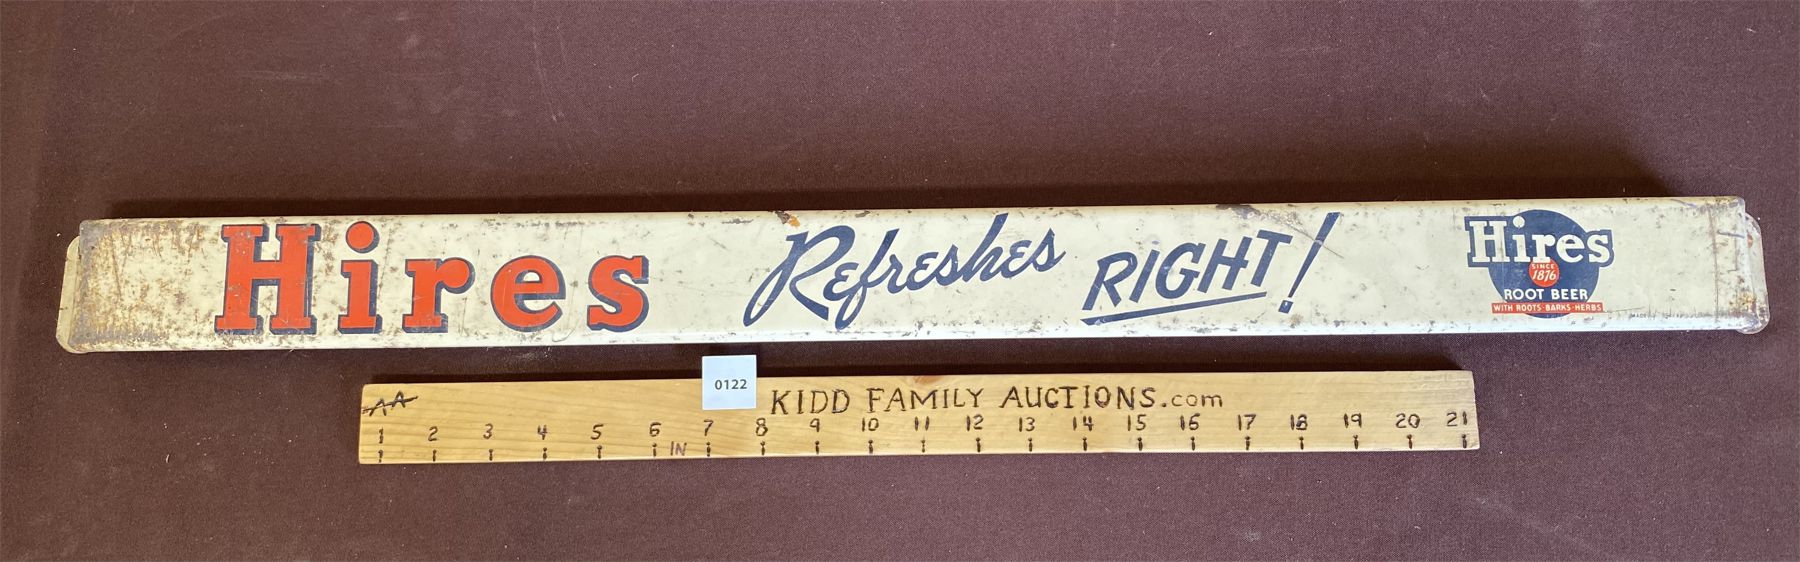 Hires Refreshes RIGHT!
Hires
SINCE
1876
ROOT BEER
WITH ROOTS-BARKS-HERBS
0122
KIDD FAMILY AUCTIONS.com
1 2 3 4 5 6 7 8 9 10 11 12 13 14 15 16 17 18 19 20 21
IN